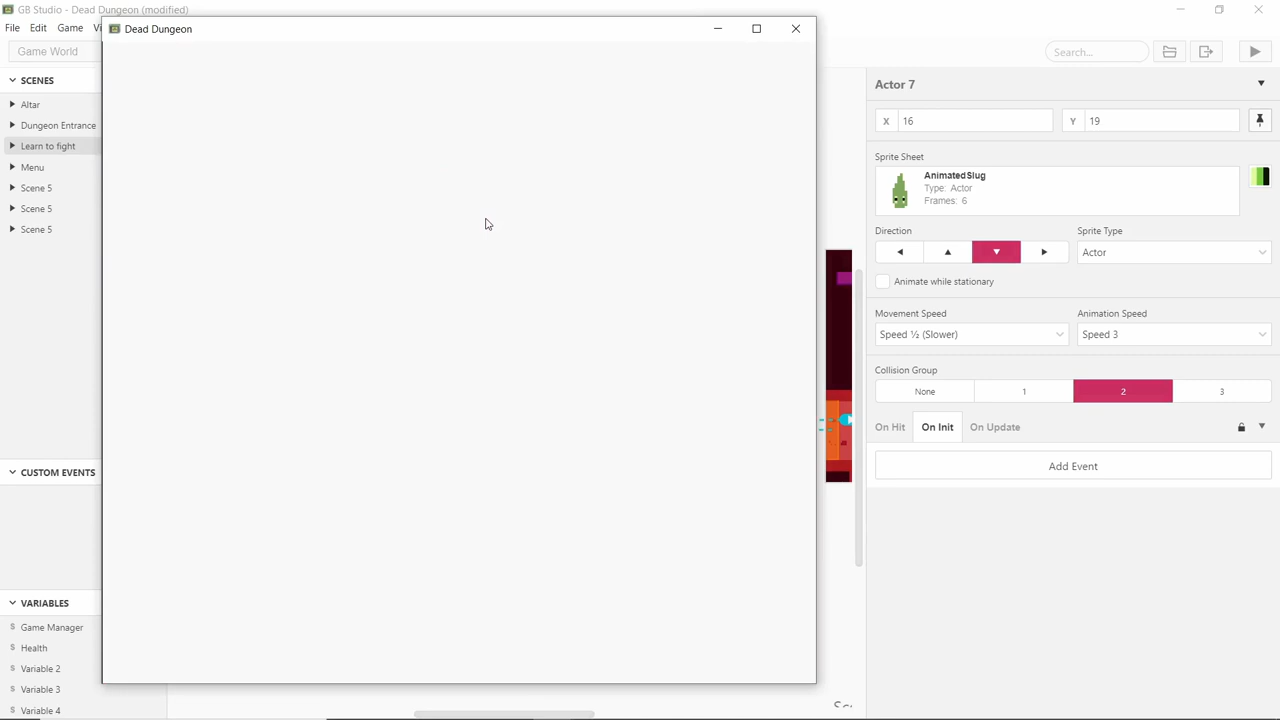 GB Studio - Dead Dungeon (modified)
File Edit Game
Dead Dungeon
Game World
Search...
SCENES
Altar
Dungeon Entrance
Learn to fight
Menu
Scene 5
Scene 5
Scene 5
CUSTOM EVENTS
VARIABLES
S Game Manager
S Health
S Variable 2
S Variable 3
S Variable 4
Actor 7
X 16 Y 19
Sprite Sheet
AnimatedSlug
Type: Actor
Frames: 6
Direction Sprite Type
Actor
Animate while stationary
Movement Speed Animation Speed
Speed ½ (Slower) Speed 3
Collision Group
None 1 2 3
On Hit On Init On Update
Add Event